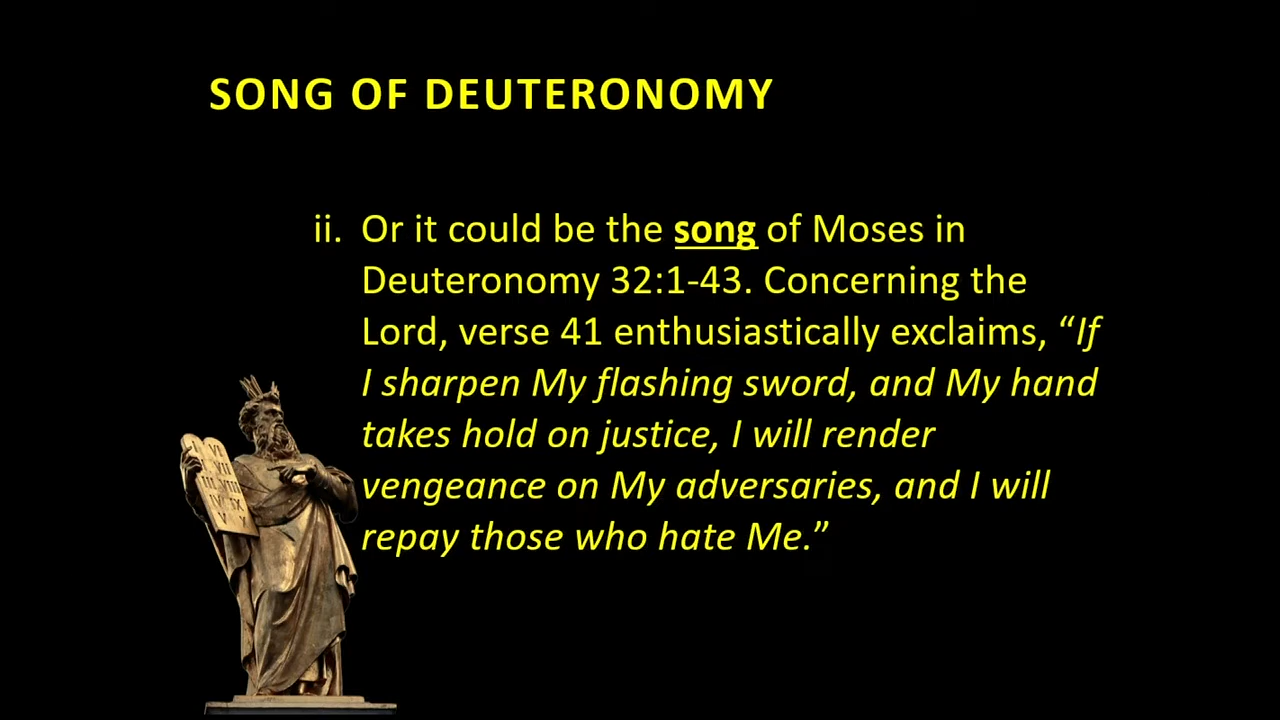 SONG OF DEUTERONOMY
ii. Or it could be the song of Moses in
Deuteronomy 32:1-43. Concerning the
Lord, verse 41 enthusiastically exclaims, “If
I sharpen My flashing sword, and My hand
takes hold on justice, I will render
vengeance on My adversaries, and I will
repay those who hate Me.”